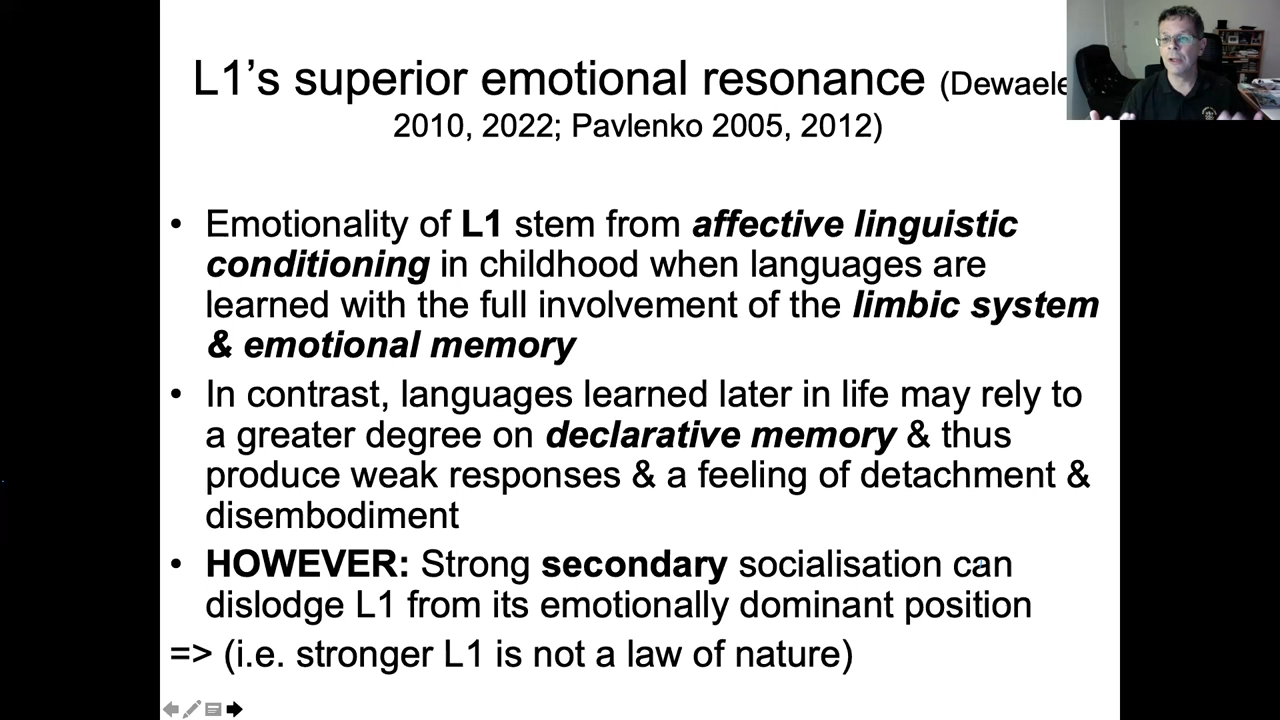 L1’s superior emotional resonance (Dewaele
2010, 2022; Pavlenko 2005, 2012)
• Emotionality of L1 stem from affective linguistic
conditioning in childhood when languages are
learned with the full involvement of the limbic system
& emotional memory
• In contrast, languages learned later in life may rely to
a greater degree on declarative memory & thus
produce weak responses & a feeling of detachment &
disembodiment
• HOWEVER: Strong secondary socialisation can
dislodge L1 from its emotionally dominant position
=> (i.e. stronger L1 is not a law of nature)